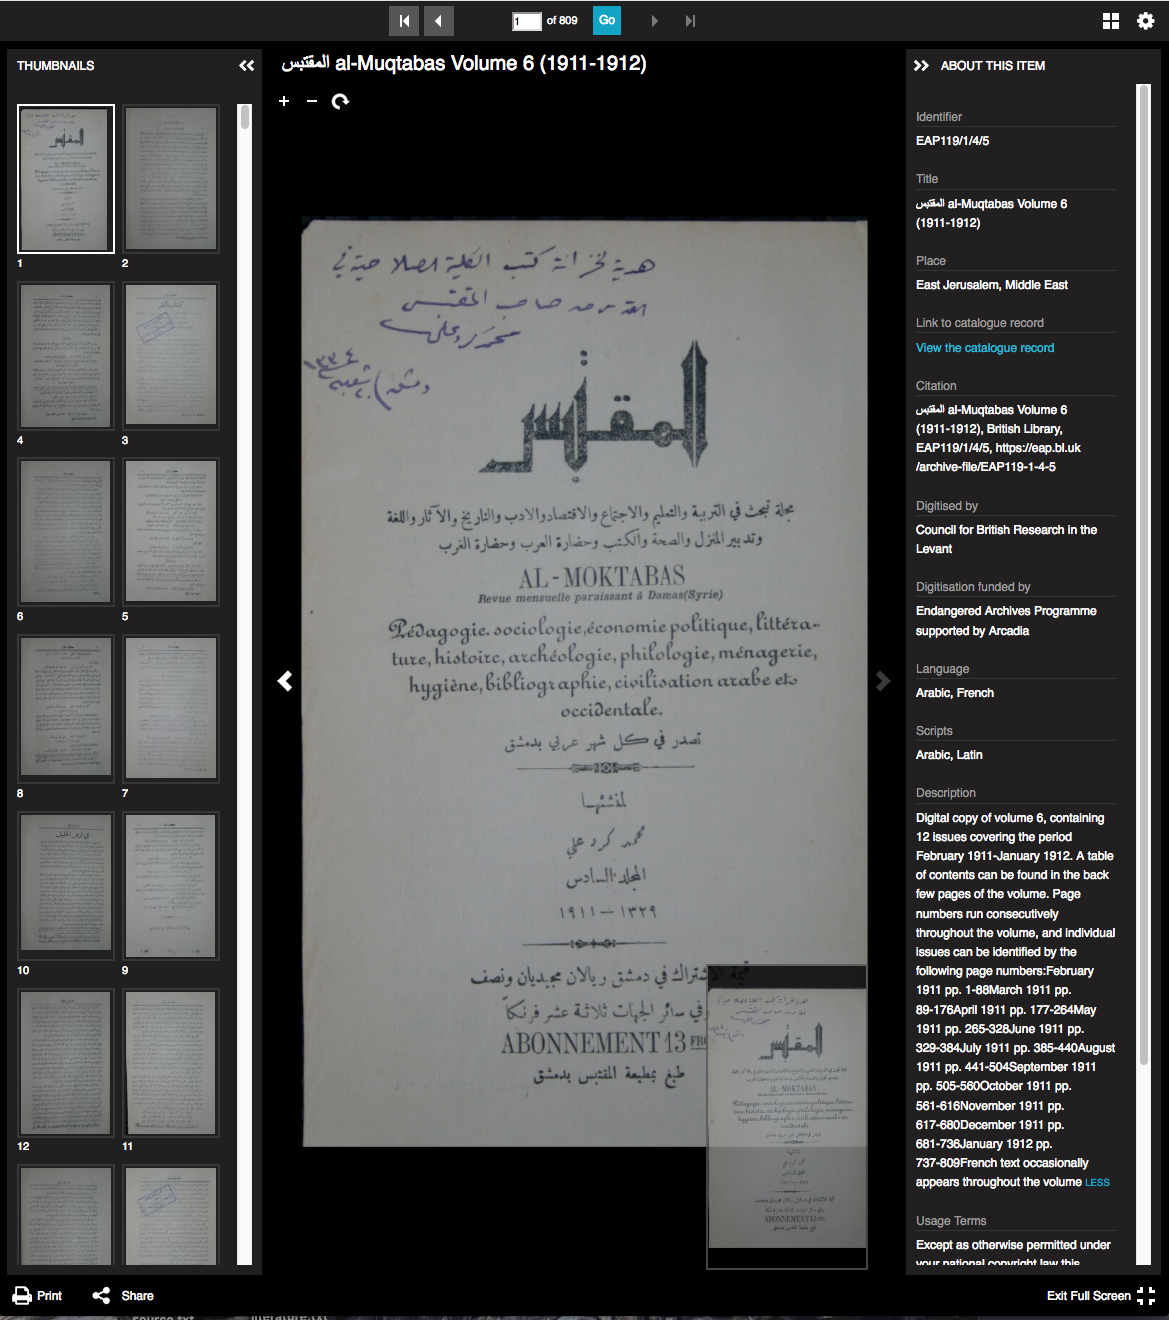 1 of 809 Go
THUMBNAILS
1
2
4
3
6
5
8
7
10
9
12
11
المقتبس al-Muqtabas Volume 6 (1911-1912)
هدية لخزانة كتب الكلية الصلاحية في
القدس من صاحب المقتبس
محمد كرد علي
دمشق
١٣٣٤
المقتبس
مجلة تبحث في التربية والتعليم والاجتماع والاقتصاد والادب والتاريخ والآثار واللغة
وتدبير المنزل والصحة والكتب وحضارة العرب وحضارة الغرب
AL-MOKTABAS
Revue mensuelle paraissant à Damas(Syrie)
Pédagogie. sociologie, économie politique, littéra-
ture, histoire, archéologie, philologie, ménagerie,
hygiène, bibliographie, civilisation arabe et
occidentale.
تصدر في كل شهر عربي بدمشق
لمنشئها
محمد كرد علي
المجلد السادس
١٣٢٩ — ١٩١١
قيمة الاشتراك في دمشق ريالان مجيديان ونصف
وفي سائر الجهات ثلاثة عشر فرنكاً
ABONNEMENT 13
طبع بمطبعة المقتبس بدمشق
ABOUT THIS ITEM
Identifier
EAP119/1/4/5
Title
المقتبس al-Muqtabas Volume 6
(1911-1912)
Place
East Jerusalem, Middle East
Link to catalogue record
View the catalogue record
Citation
المقتبس al-Muqtabas Volume 6
(1911-1912), British Library,
EAP119/1/4/5, https://eap.bl.uk
/archive-file/EAP119-1-4-5
Digitised by
Council for British Research in the
Levant
Digitisation funded by
Endangered Archives Programme
supported by Arcadia
Language
Arabic, French
Scripts
Arabic, Latin
Description
Digital copy of volume 6, containing
12 issues covering the period
February 1911-January 1912. A table
of contents can be found in the back
few pages of the volume. Page
numbers run consecutively
throughout the volume, and individual
issues can be identified by the
following page numbers:February
1911 pp. 1-88March 1911 pp.
89-176April 1911 pp. 177-264May
1911 pp. 265-328June 1911 pp.
329-384July 1911 pp. 385-440August
1911 pp. 441-504September 1911
pp. 505-560October 1911 pp.
561-616November 1911 pp.
617-680December 1911 pp.
681-736January 1912 pp.
737-809French text occasionally
appears throughout the volume LESS
Usage Terms
Except as otherwise permitted under
your national copyright law this
Print
Share
Exit Full Screen